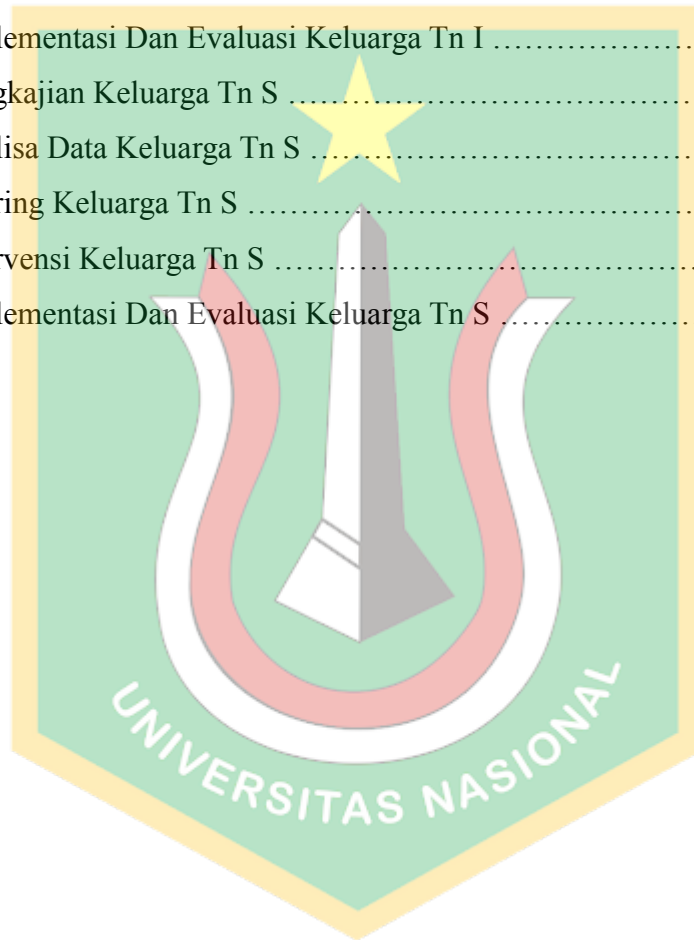 lementasi Dan Evaluasi Keluarga Tn I ……………………
gkajian Keluarga Tn S ……………………………………………
lisa Data Keluarga Tn S …………………………………………
ring Keluarga Tn S ………………………………………………
rvensi Keluarga Tn S ……………………………………………
lementasi Dan Evaluasi Keluarga Tn S …………………
UNIVERSITAS NASIONAL